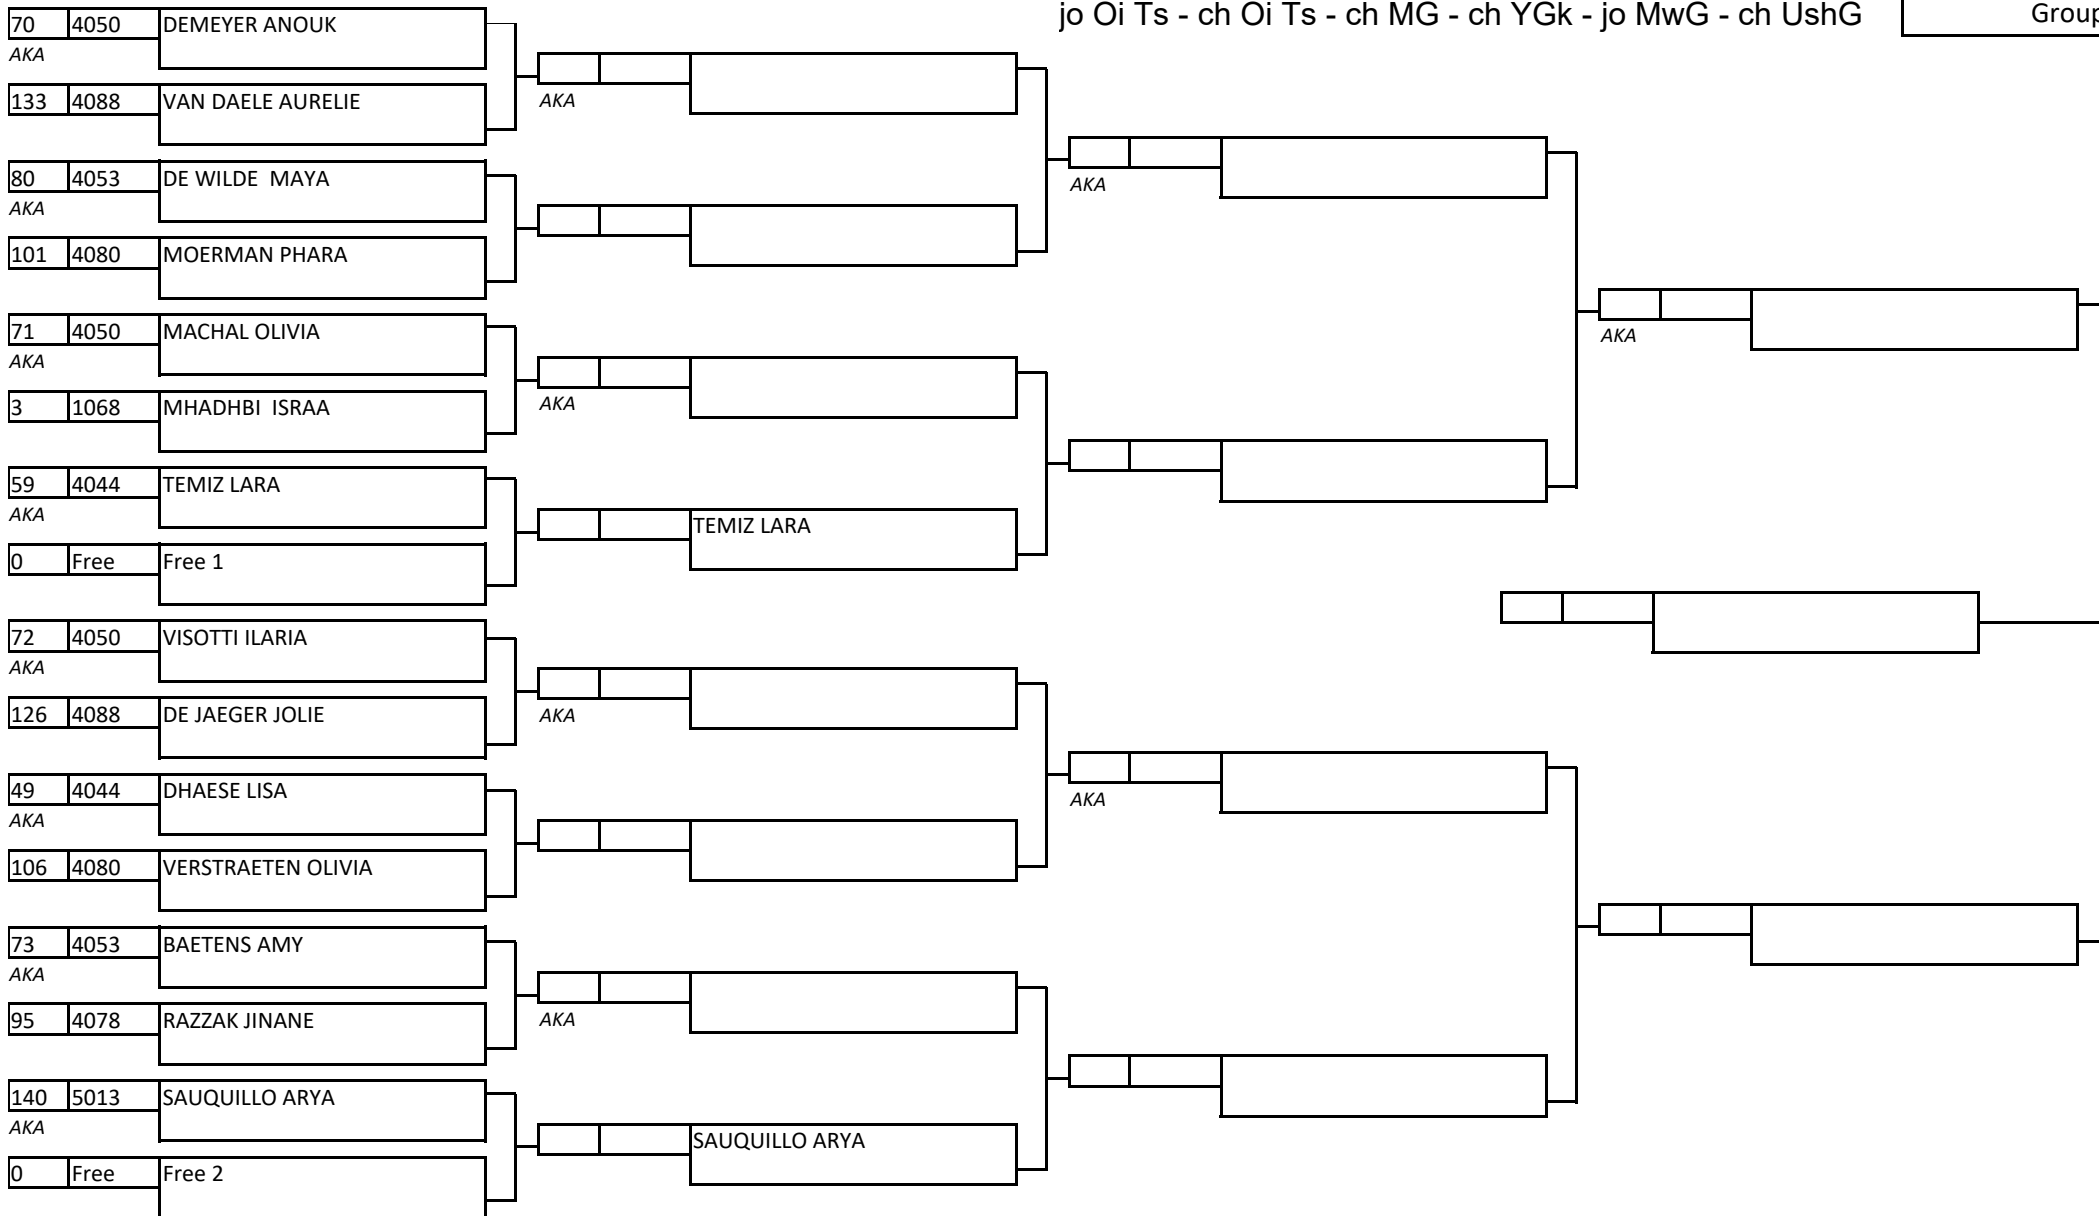 jo Oi Ts - ch Oi Ts - ch MG - ch YGk - jo MwG - ch UshG
Group
70 4050 DEMEYER ANOUK
AKA
AKA
133 4088 VAN DAELE AURELIE
80 4053 DE WILDE  MAYA
AKA
AKA
101 4080 MOERMAN PHARA
71 4050 MACHAL OLIVIA
AKA
AKA
3 1068 MHADHBI  ISRAA
AKA
59 4044 TEMIZ LARA
AKA
TEMIZ LARA
0 Free Free 1
72 4050 VISOTTI ILARIA
AKA
126 4088 DE JAEGER JOLIE
AKA
49 4044 DHAESE LISA
AKA
AKA
106 4080 VERSTRAETEN OLIVIA
73 4053 BAETENS AMY
AKA
95 4078 RAZZAK JINANE
AKA
140 5013 SAUQUILLO ARYA
AKA
SAUQUILLO ARYA
0 Free Free 2